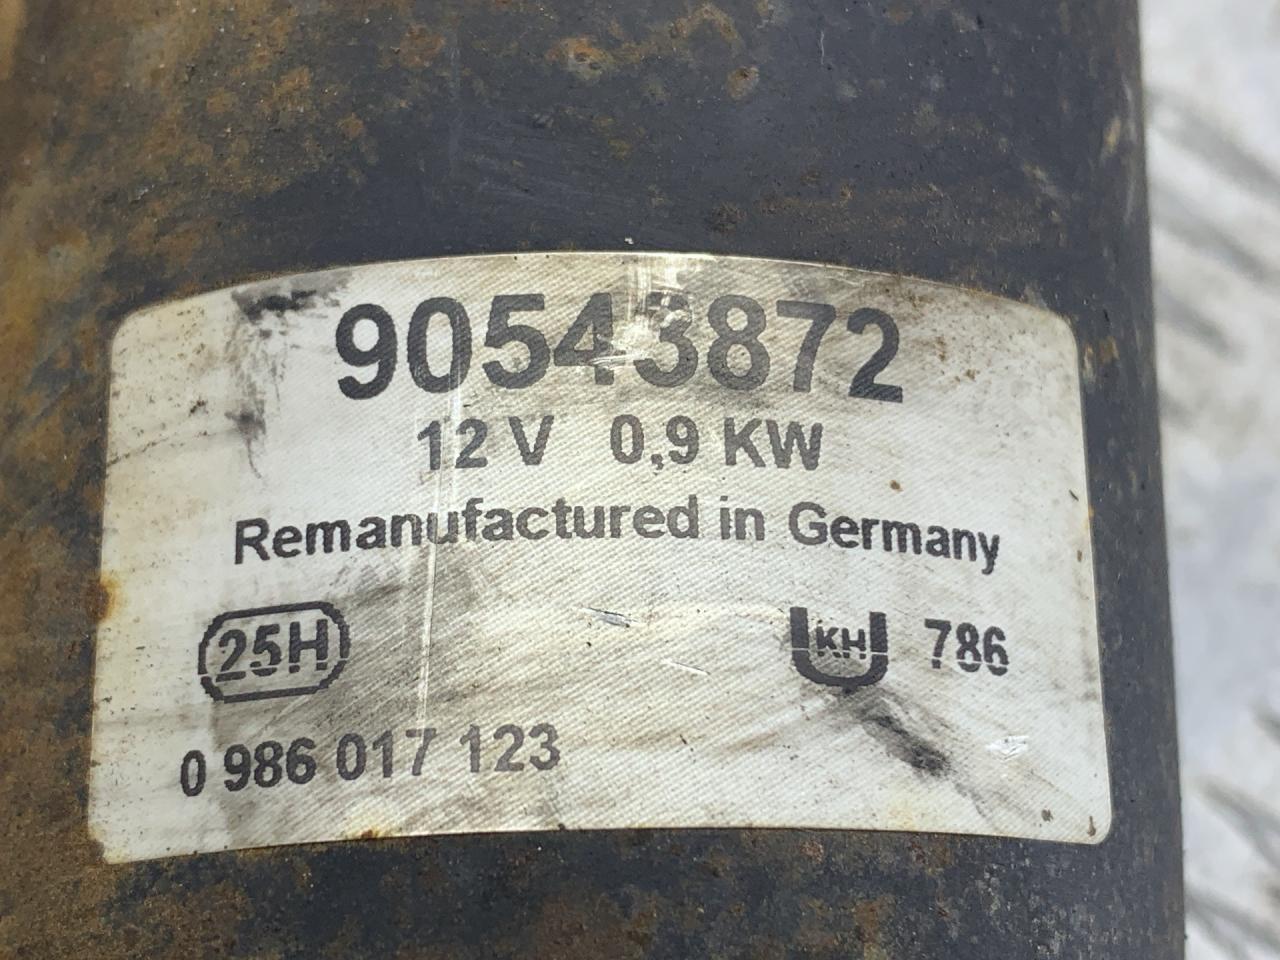 90543872
12 V 0,9 KW
Remanufactured in Germany
25H KH 786
0 986 017 123